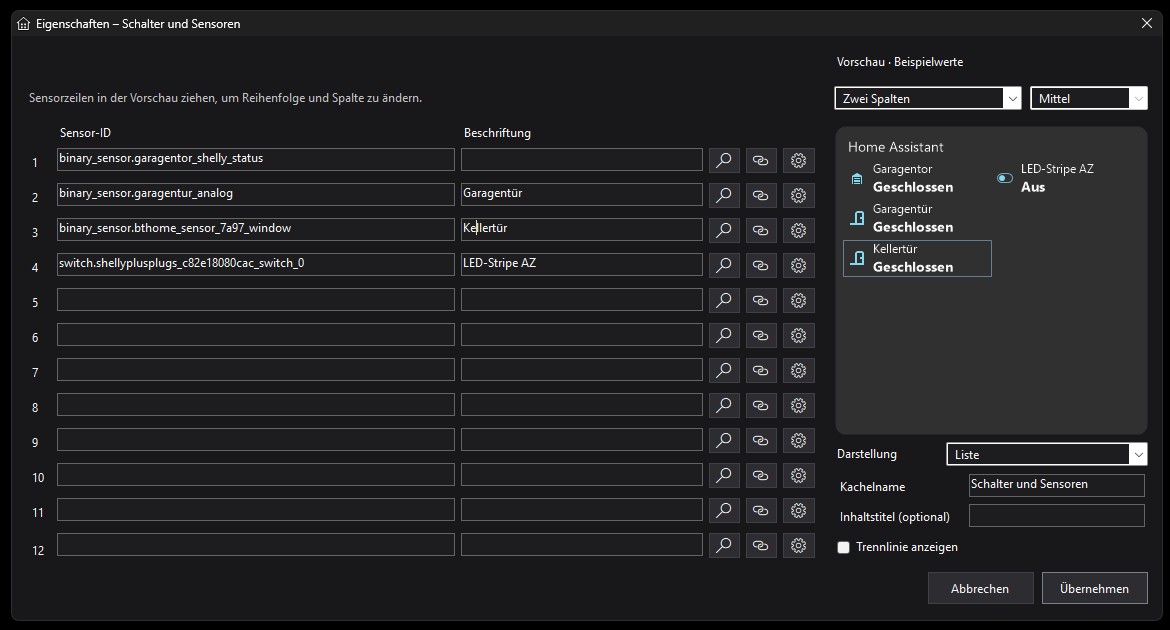 Eigenschaften – Schalter und Sensoren
Vorschau · Beispielwerte
Sensorzeilen in der Vorschau ziehen, um Reihenfolge und Spalte zu ändern.
Zwei Spalten
Mittel
Sensor-ID
Beschriftung
1
binary_sensor.garagentor_shelly_status
2
binary_sensor.garagentur_analog
Garagentür
3
binary_sensor.bthome_sensor_7a97_window
Kellertür
4
switch.shellyplusplugs_c82e18080cac_switch_0
LED-Stripe AZ
5
6
7
8
9
10
11
12
Home Assistant
Garagentor
Geschlossen
LED-Stripe AZ
Aus
Garagentür
Geschlossen
Kellertür
Geschlossen
Darstellung
Liste
Kachelname
Schalter und Sensoren
Inhaltstitel (optional)
Trennlinie anzeigen
Abbrechen
Übernehmen